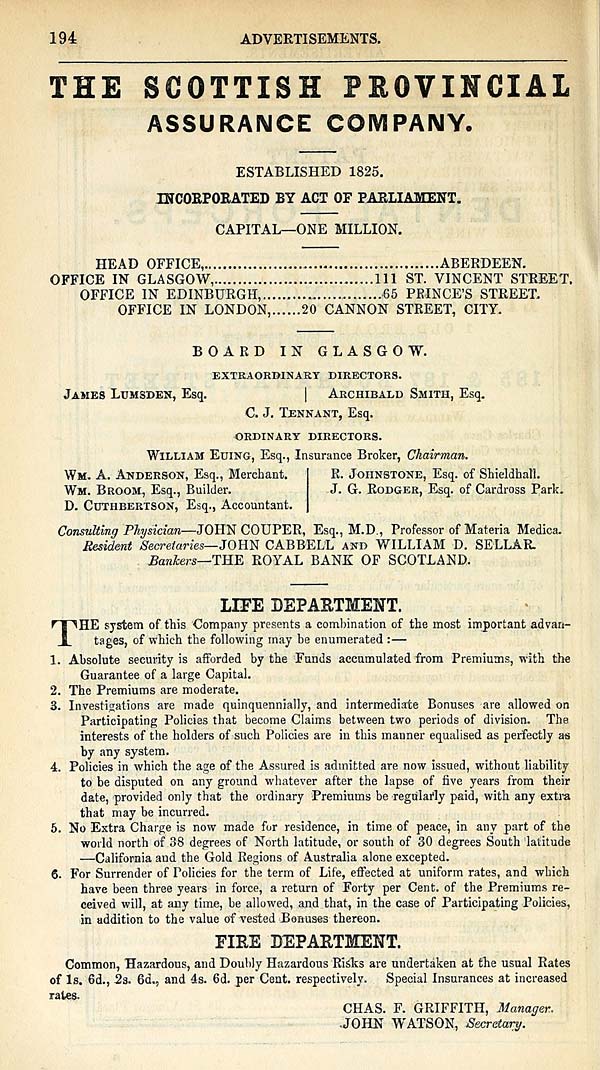 194
ADVERTISEMENTS.
THE SCOTTISH PROVINCIAL
ASSURANCE COMPANY.
ESTABLISHED 1825.
INCORPORATED BY ACT OF PARLIAMENT.
CAPITAL—ONE MILLION.
HEAD OFFICE,........................................ABERDEEN.
OFFICE IN GLASGOW,...............................111 ST. VINCENT STREET.
OFFICE IN EDINBURGH,.......................65 PRINCE'S STREET.
OFFICE IN LONDON,......20 CANNON STREET, CITY.
BOARD IN GLASGOW.
EXTRAORDINARY DIRECTORS.
JAMES LUMSDEN, Esq. | ARCHIBALD SMITH, Esq.
C. J. TENNANT, Esq.
ORDINARY DIRECTORS.
WILLIAM EUING, Esq., Insurance Broker, Chairman.
WM. A. ANDERSON, Esq., Merchant.
WM. BROOM, Esq., Builder.
D. CUTHBERTSON, Esq., Accountant.
R. JOHNSTONE, Esq. of Shieldhall.
J. G. RODGER, Esq. of Cardross Park.
Consulting Physician—JOHN COUPER, Esq., M.D., Professor of Materia Medica.
Resident Secretaries—JOHN CABBELL AND WILLIAM D. SELLAR.
Bankers—THE ROYAL BANK OF SCOTLAND.
LIFE DEPARTMENT.
THE system of this Company presents a combination of the most important advan-
tages, of which the following may be enumerated :—
1. Absolute security is afforded by the Funds accumulated from Premiums, with the
Guarantee of a large Capital.
2. The Premiums are moderate.
3. Investigations are made quinquennially, and intermediate Bonuses are allowed on
Participating Policies that become Claims between two periods of division. The
interests of the holders of such Policies are in this manner equalised as perfectly as
by any system.
4. Policies in which the age of the Assured is admitted are now issued, without liability
to be disputed on any ground whatever after the lapse of five years from their
date, provided only that the ordinary Premiums be regularly paid, with any extra
that may be incurred.
5. No Extra Charge is now made for residence, in time of peace, in any part of the
world north of 38 degrees of North latitude, or south of 30 degrees South latitude
—California and the Gold Regions of Australia alone excepted.
6. For Surrender of Policies for the term of Life, effected at uniform rates, and which
have been three years in force, a return of Forty per Cent. of the Premiums re-
ceived will, at any time, be allowed, and that, in the case of Participating Policies,
in addition to the value of vested Bonuses thereon.
FIRE DEPARTMENT.
Common, Hazardous, and Doubly Hazardous Risks are undertaken at the usual Rates
of 1s. 6d., 2s. 6d., and 4s. 6d. per Cent. respectively. Special Insurances at increased
rates.
CHAS. F. GRIFFITH, Manager.
JOHN WATSON, Secretary.